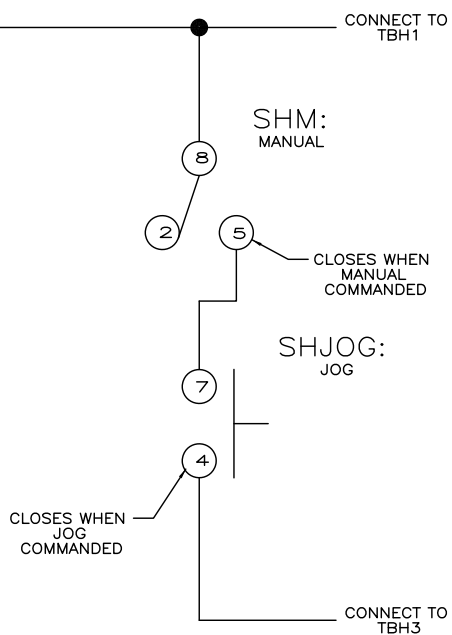 CONNECT TO
TBH1
SHM:
MANUAL
8
2
5
CLOSES WHEN
MANUAL
COMMANDED
SHJOG:
JOG
7
4
CLOSES WHEN
JOG
COMMANDED
CONNECT TO
TBH3